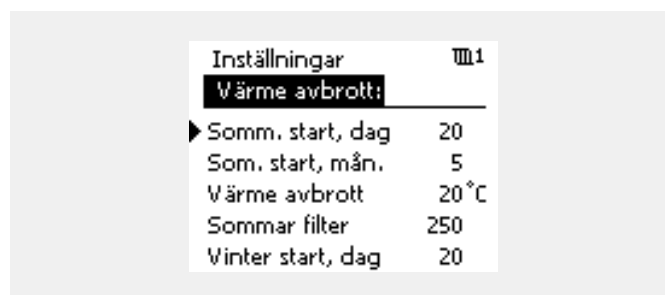 Inställningar 1
Värme avbrott:
Somm. start, dag 20
Som. start, mån. 5
Värme avbrott 20°C
Sommar filter 250
Vinter start, dag 20